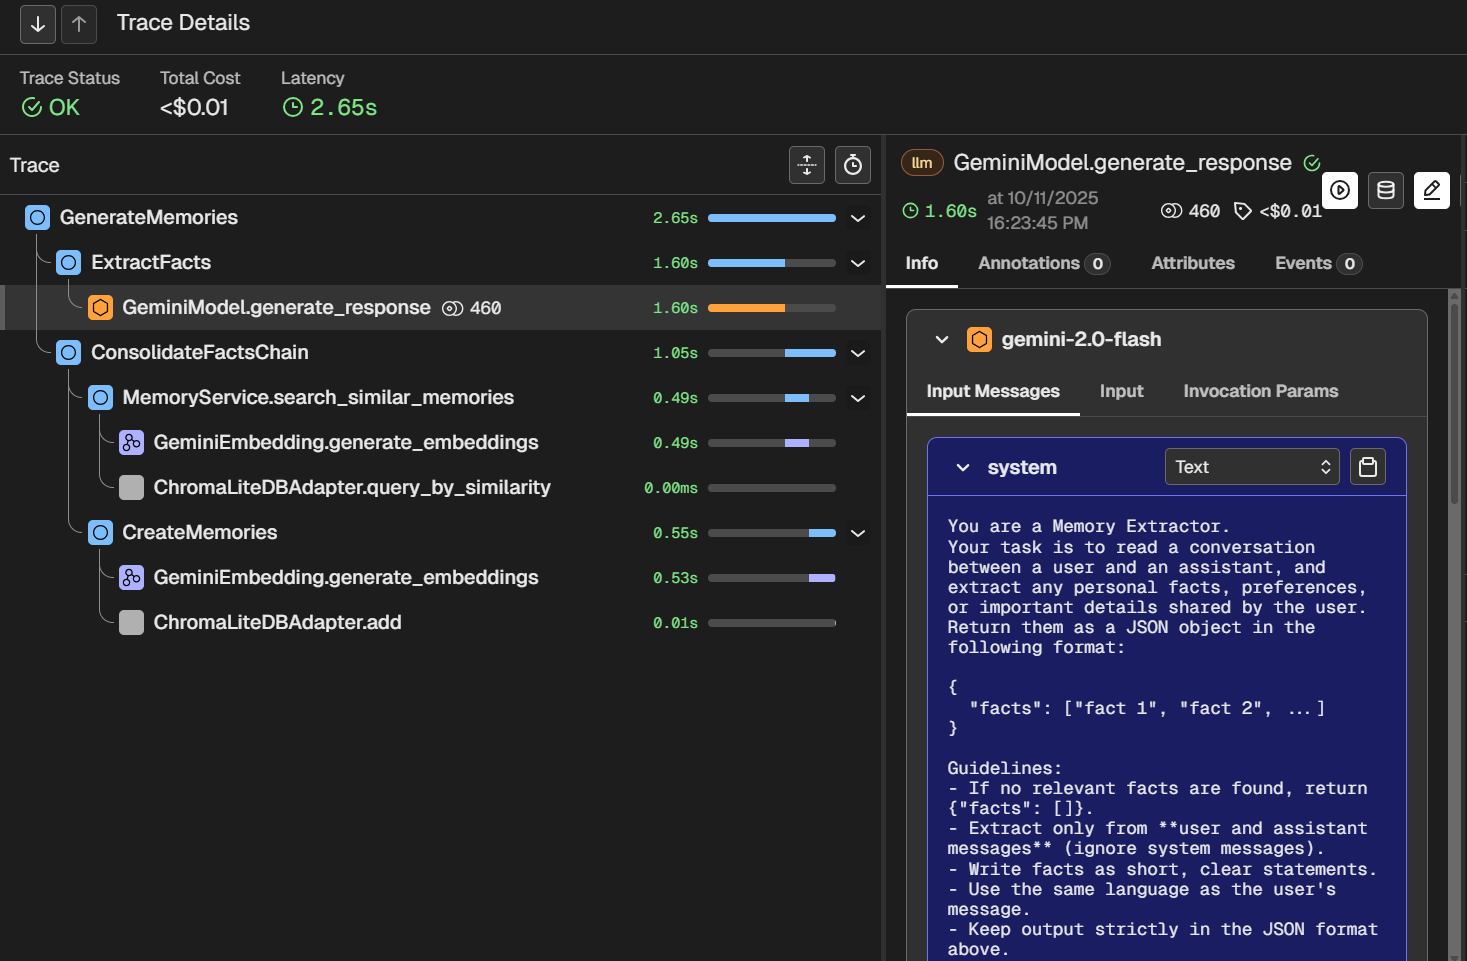 Trace Details
Trace Status
Total Cost
Latency
OK
<$0.01
2.65s
Trace
GenerateMemories
2.65s
ExtractFacts
1.60s
GeminiModel.generate_response
460
1.60s
ConsolidateFactsChain
1.05s
MemoryService.search_similar_memories
0.49s
GeminiEmbedding.generate_embeddings
0.49s
ChromaLiteDBAdapter.query_by_similarity
0.00ms
CreateMemories
0.55s
GeminiEmbedding.generate_embeddings
0.53s
ChromaLiteDBAdapter.add
0.01s
llm
GeminiModel.generate_response
1.60s
at 10/11/2025
16:23:45 PM
460
<$0.01
Info
Annotations 0
Attributes
Events 0
gemini-2.0-flash
Input Messages
Input
Invocation Params
system
Text
You are a Memory Extractor.
Your task is to read a conversation
between a user and an assistant, and
extract any personal facts, preferences,
or important details shared by the user.
Return them as a JSON object in the
following format:
{
"facts": ["fact 1", "fact 2", ...]
}
Guidelines:
- If no relevant facts are found, return
{"facts": []}.
- Extract only from **user and assistant
messages** (ignore system messages).
- Write facts as short, clear statements.
- Use the same language as the user's
message.
- Keep output strictly in the JSON format
above.